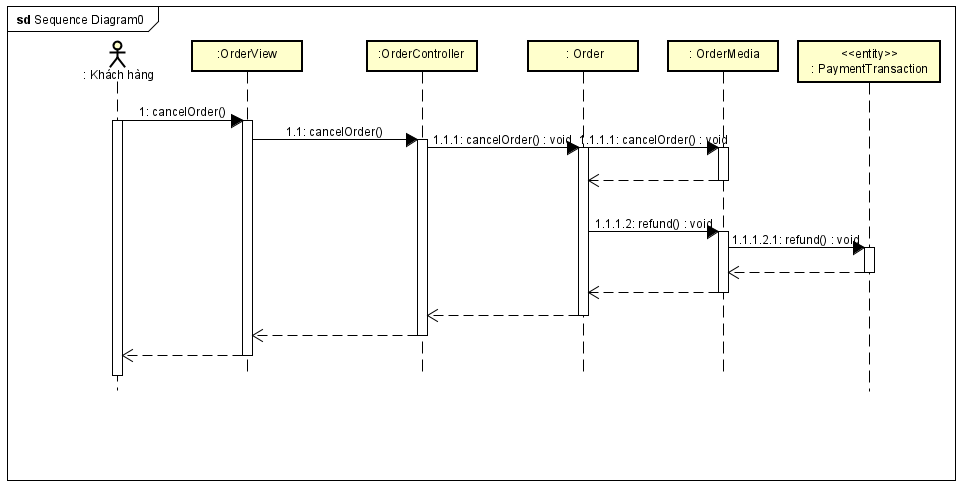 sd Sequence Diagram0
: Khách hàng
:OrderView
:OrderController
: Order
: OrderMedia
<<entity>>
: PaymentTransaction
1: cancelOrder()
1.1: cancelOrder()
1.1.1: cancelOrder() : void
1.1.1.1: cancelOrder() : void
1.1.1.2: refund() : void
1.1.1.2.1: refund() : void